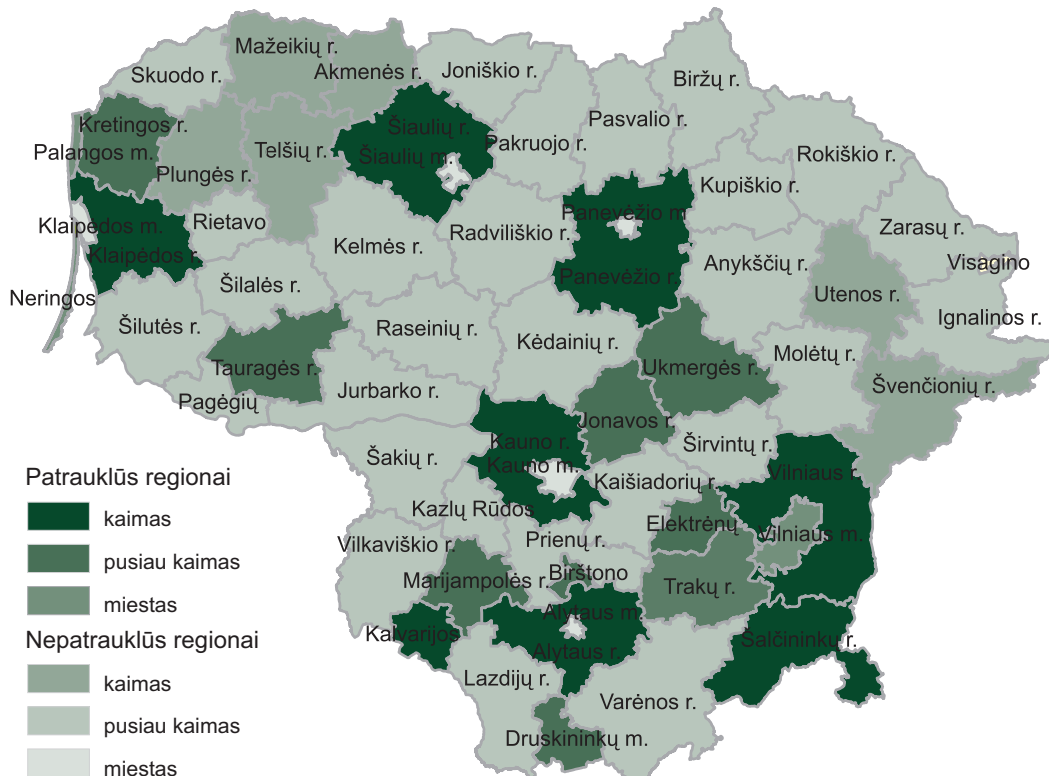 Mažeikių r.
Skuodo r.
Akmenės r.
Joniškio r.
Biržų r.
Kretingos r.
Šiaulių r.
Pasvalio r.
Palangos m.
Telšių r.
Šiaulių m.
Pakruojo r.
Rokiškio r.
Plungės r.
Kupiškio r.
Klaipėdos m.
Rietavo
Panevėžio m
Zarasų r.
Kelmės r.
Radviliškio r.
Klaipėdos r.
Anykščių r.
Visagino
Neringos
Šilalės r.
Panevėžio r.
Utenos r.
Ignalinos r.
Šilutės r.
Raseinių r.
Kėdainių r.
Molėtų r.
Tauragės r.
Ukmergės r.
Švenčionių r.
Pagėgių
Jurbarko r.
Jonavos r.
Kauno r.
Širvintų r.
Šakių r.
Kauno m.
Kaišiadorių r.
Vilniaus r.
Kazlų Rūdos
Elektrėnų
Vilniaus m.
Vilkaviškio r.
Prienų r.
Marijampolės r.
Birštono
Trakų r.
Kalvarijos
Alytaus m.
Alytaus r.
Šalčininkų r.
Lazdijų r.
Varėnos r.
Druskininkų m.
Patrauklūs regionai
kaimas
pusiau kaimas
miestas
Nepatrauklūs regionai
kaimas
pusiau kaimas
miestas